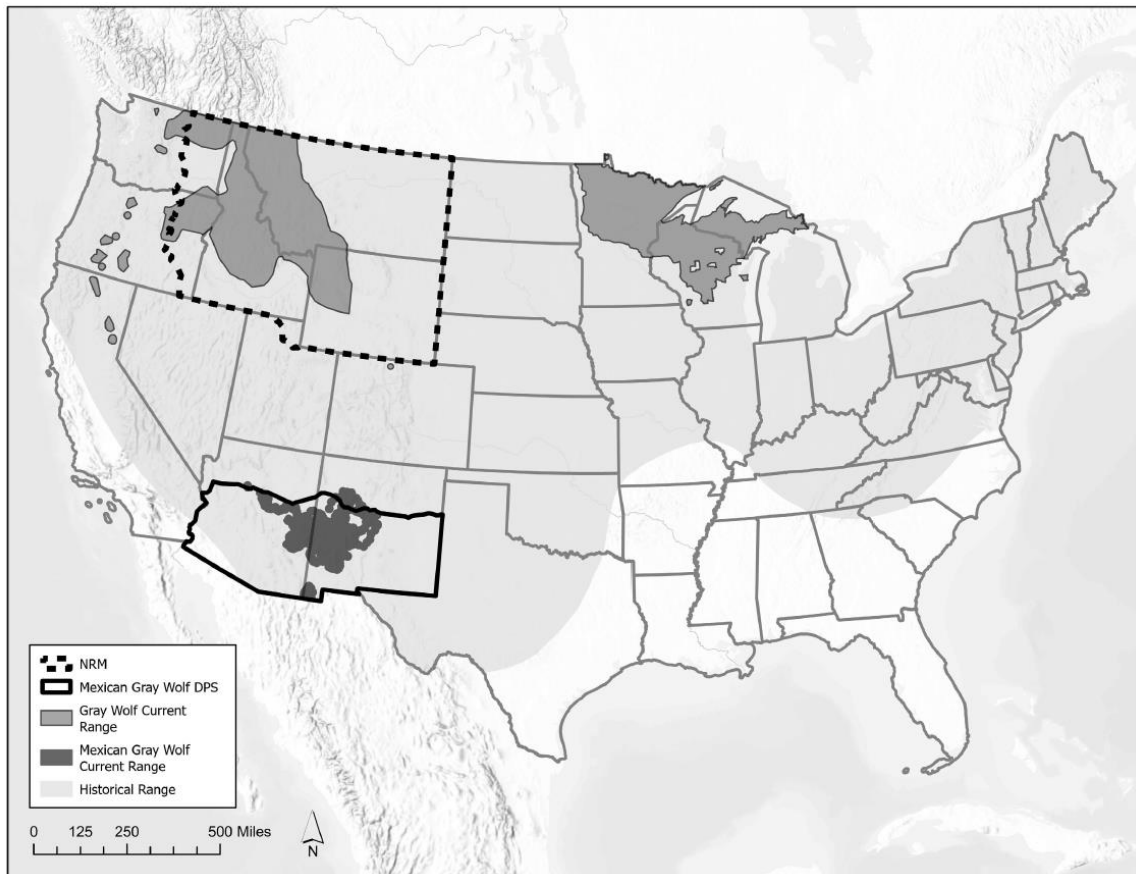 NRM
Mexican Gray Wolf DPS
Gray Wolf Current
Range
Mexican Gray Wolf
Current Range
Historical Range
0 125 250 500 Miles
N